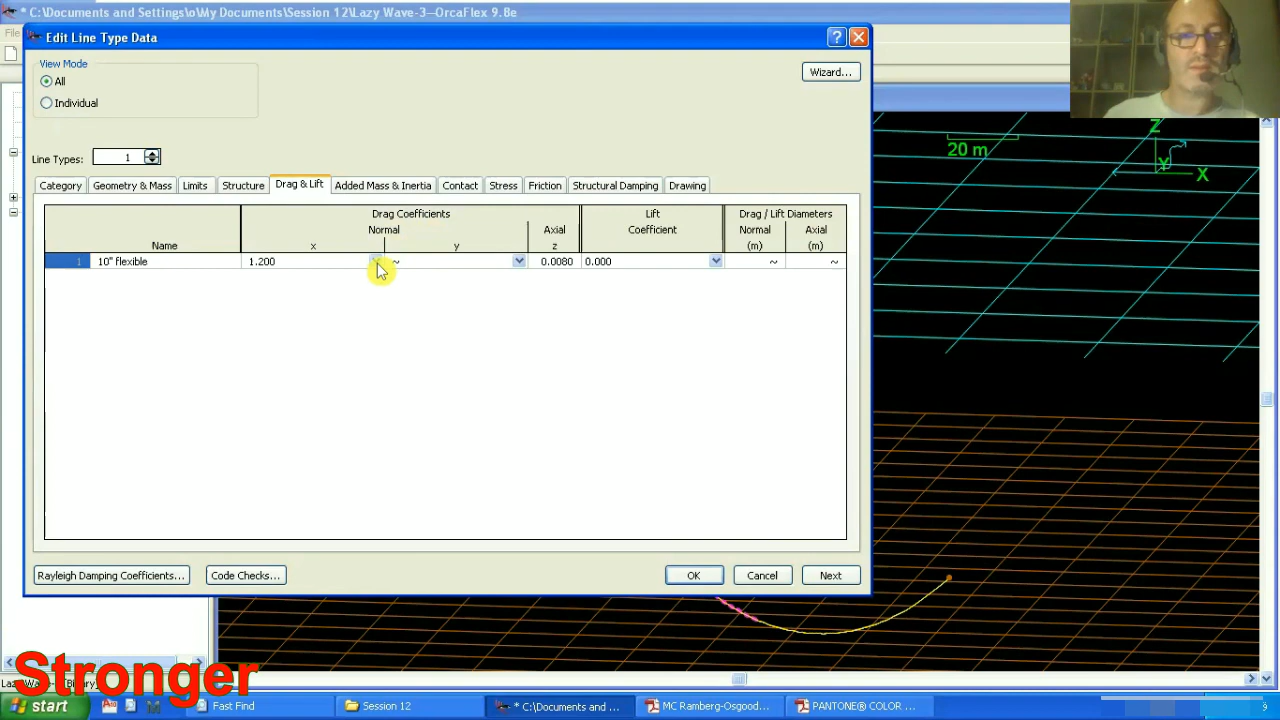 * C:\Documents and Settings\o\My Documents\Session 12\Lazy Wave-3--OrcaFlex 9.8e
Edit Line Type Data
View Mode
All
Individual
Wizard...
Line Types: 1
Category
Geometry & Mass
Limits
Structure
Drag & Lift
Added Mass & Inertia
Contact
Stress
Friction
Structural Damping
Drawing
Drag Coefficients
Lift
Drag / Lift Diameters
Normal
Axial
Coefficient
Normal
Axial
Name
x
y
z
(m)
(m)
1 10" flexible 1.200 ~ 0.0080 0.000 ~ ~
Rayleigh Damping Coefficients...
Code Checks...
OK
Cancel
Next
20 m
Z
Y
X
Stronger
start
Fast Find
Session 12
* C:\Documents and ...
MC Ramberg-Osgood...
PANTONE® COLOR ...
9